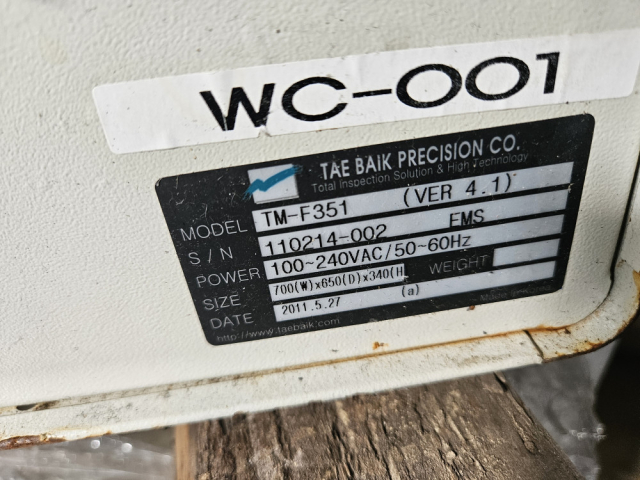 WC-001
TAE BAIK PRECISION CO.
Total Inspection Solution & High Technology
MODEL TM-F351 (VER 4.1)
S / N 110214-002 FMS
POWER 100~240VAC/50~60Hz
SIZE 700(W)x650(D)x340(H WEIGHT
DATE 2011.5.27 (a)
http://www.taebaik.com